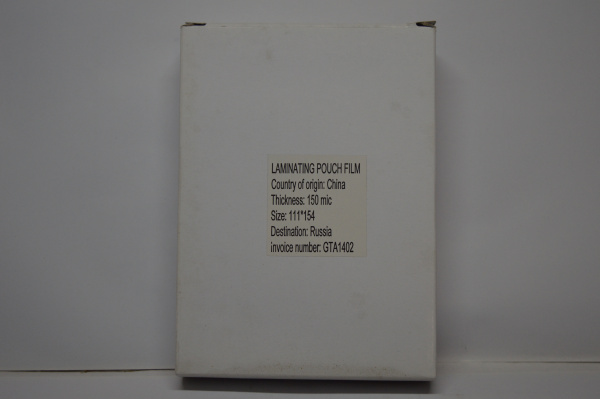 LAMINATING POUCH FILM
Country of origin: China
Thickness: 150 mic
Size: 111*154
Destination: Russia
invoice number: GTA1402